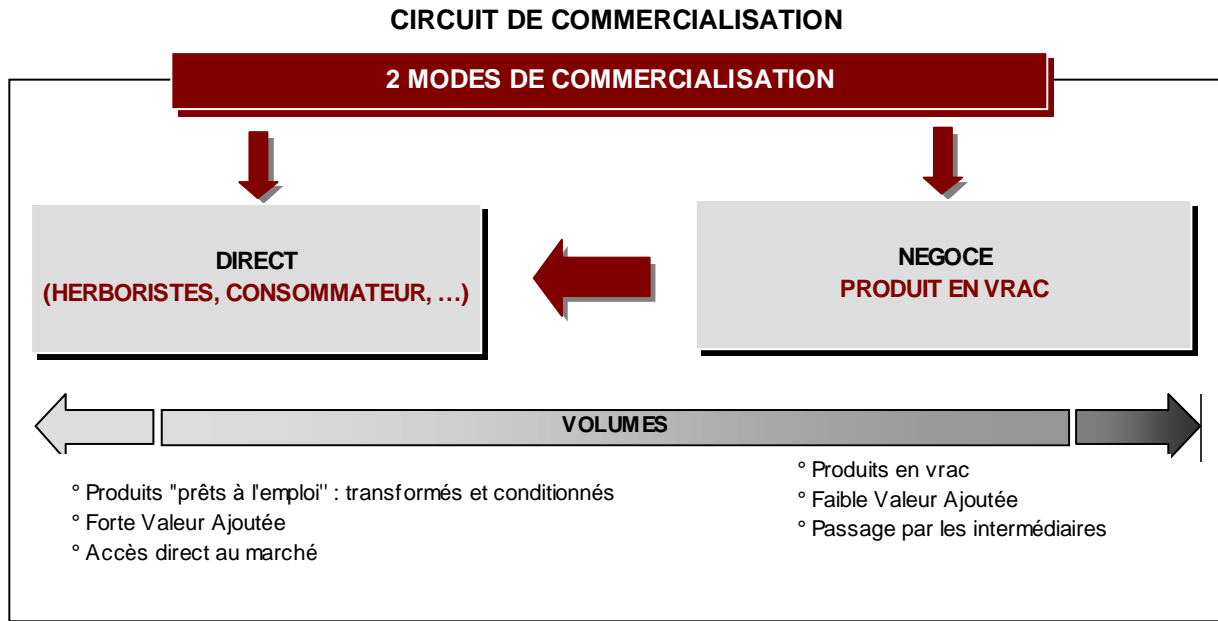 CIRCUIT DE COMMERCIALISATION
2 MODES DE COMMERCIALISATION
DIRECT
(HERBORISTES, CONSOMMATEUR, …)
NEGOCE
PRODUIT EN VRAC
VOLUMES
° Produits "prêts à l'emploi" : transformés et conditionnés
° Forte Valeur Ajoutée
° Accès direct au marché
° Produits en vrac
° Faible Valeur Ajoutée
° Passage par les intermédiaires